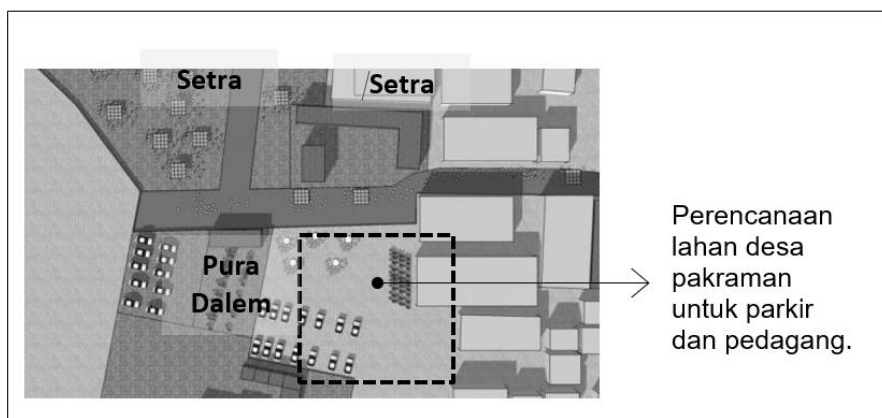 Setra
Setra
Pura
Dalem
Perencanaan
lahan desa
pakraman
untuk parkir
dan pedagang.